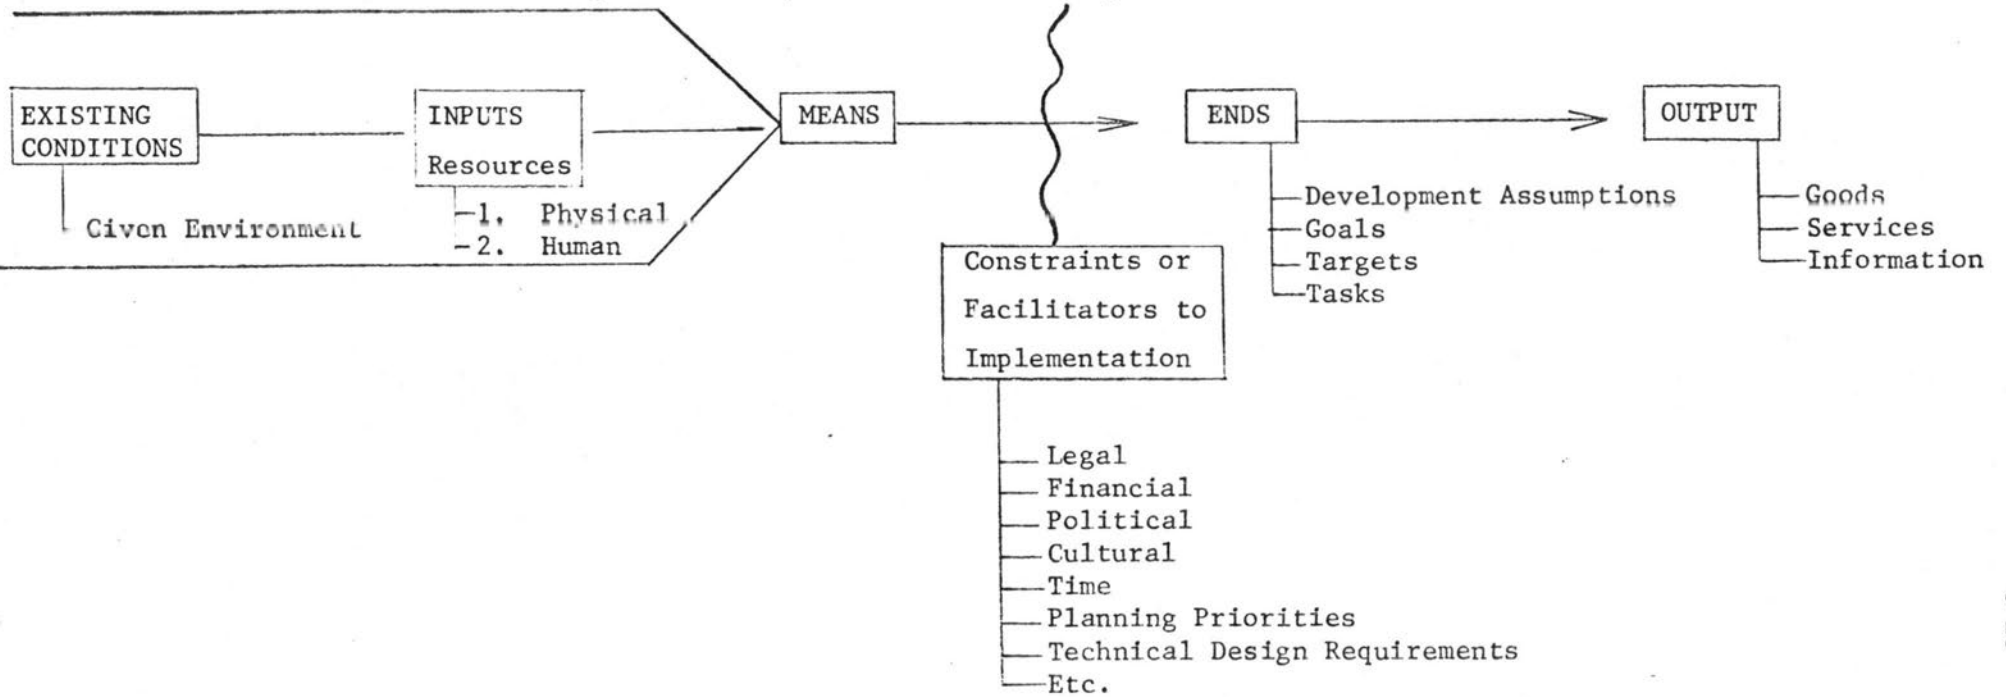 EXISTING
CONDITIONS
Given Environment
INPUTS
Resources
1. Physical
2. Human
MEANS
Constraints or
Facilitators to
Implementation
Legal
Financial
Political
Cultural
Time
Planning Priorities
Technical Design Requirements
Etc.
ENDS
Development Assumptions
Goals
Targets
Tasks
OUTPUT
Goods
Services
Information